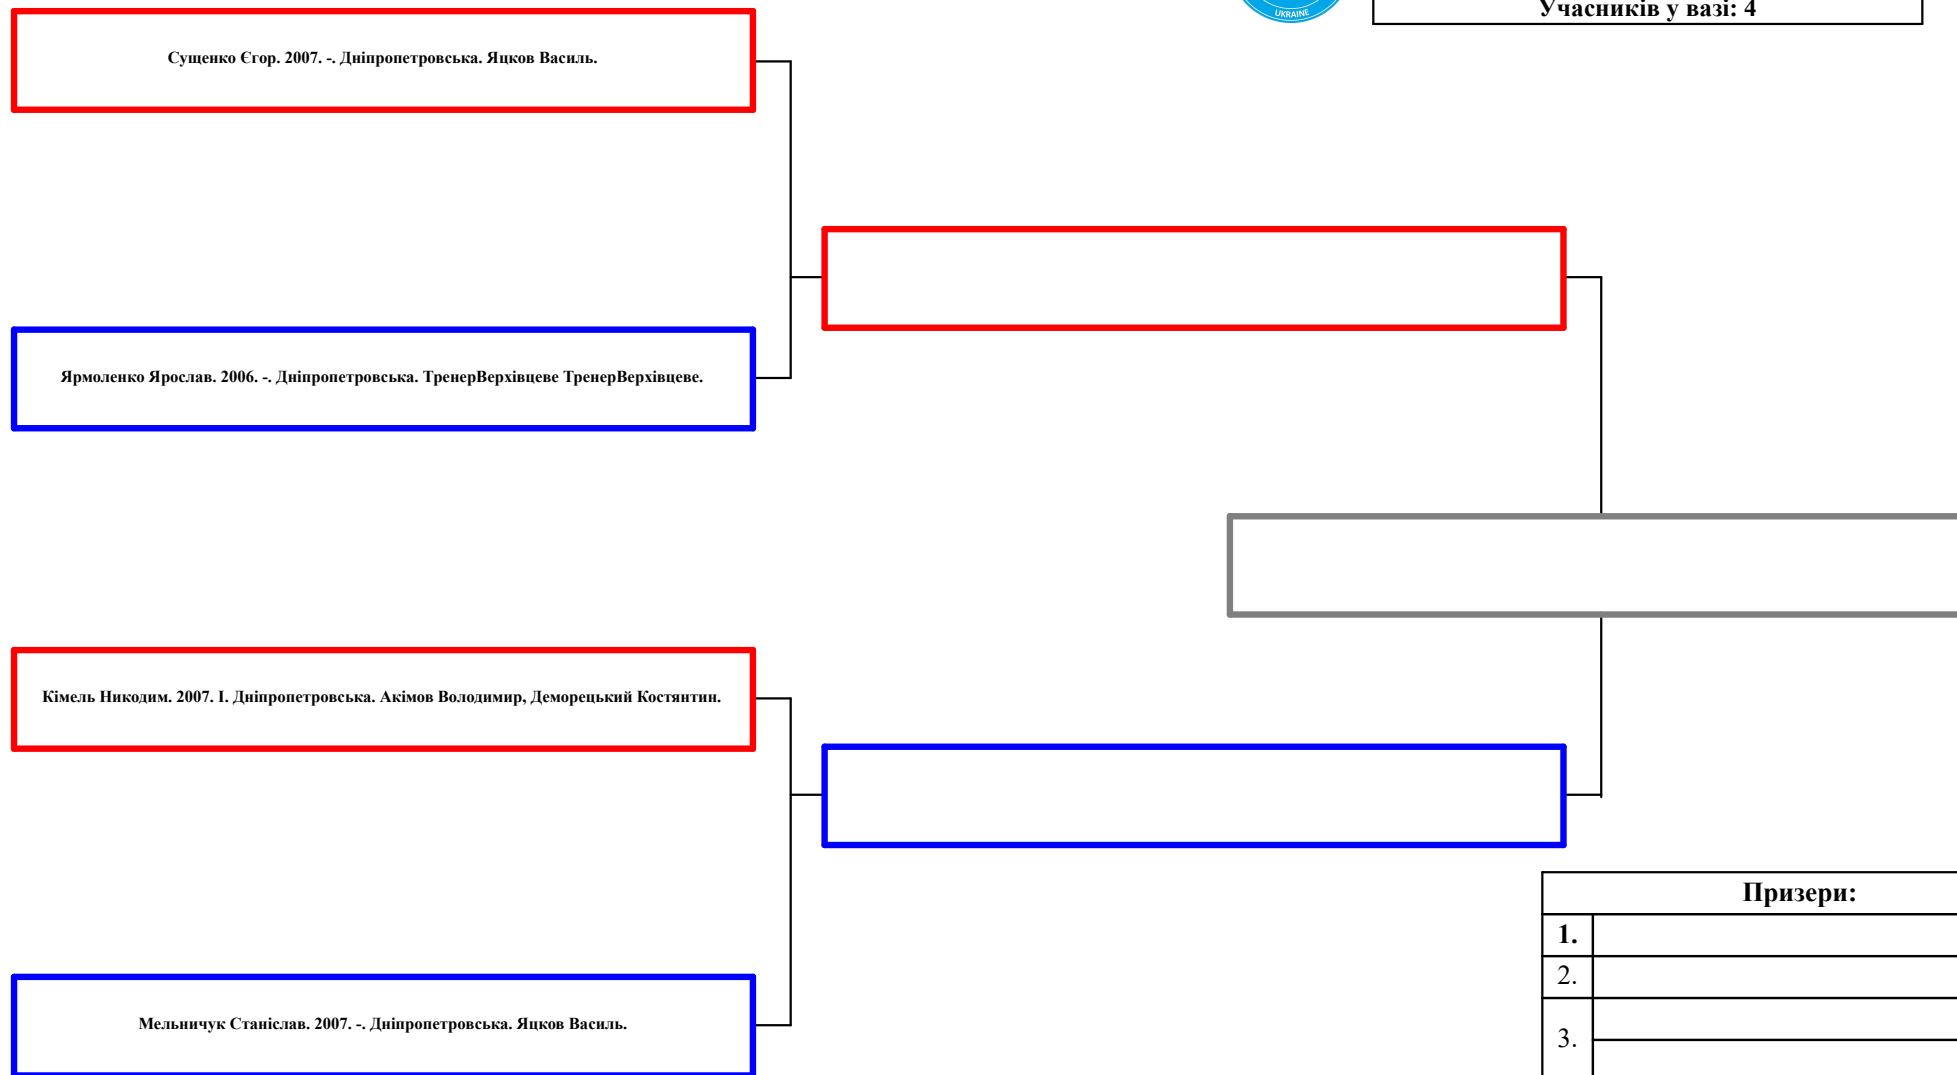 UKRAINE
Учасників у вазі: 4
Сущенко Єгор. 2007. -. Дніпропетровська. Яцков Василь.
Ярмоленко Ярослав. 2006. -. Дніпропетровська. ТренерВерхівцеве ТренерВерхівцеве.
Кімель Никодим. 2007. I. Дніпропетровська. Акімов Володимир, Деморецький Костянтин.
Мельничук Станіслав. 2007. -. Дніпропетровська. Яцков Василь.
Призери:
1.
2.
3.